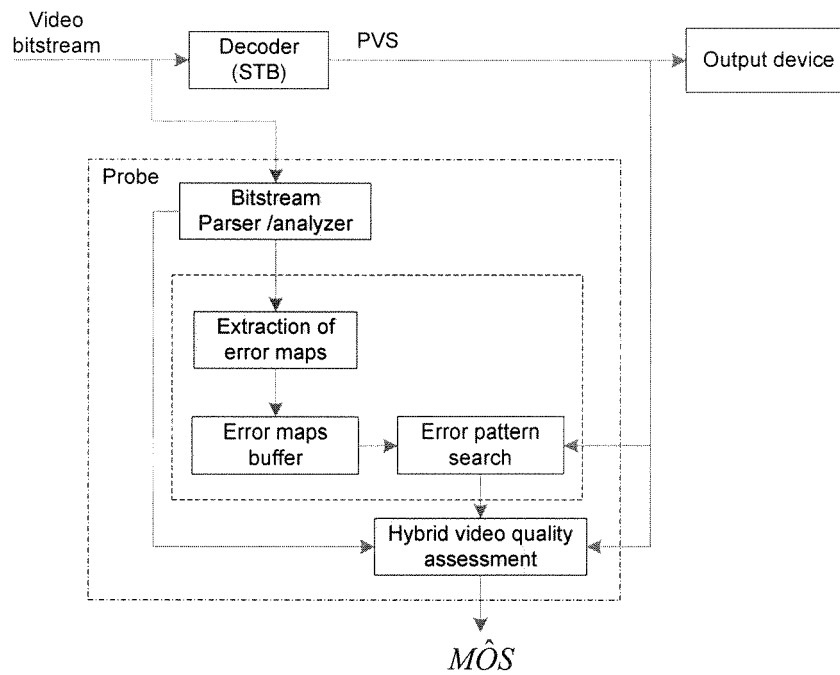 Video
bitstream
Decoder
(STB)
PVS
Output device
Probe
Bitstream
Parser /analyzer
Extraction of
error maps
Error maps
buffer
Error pattern
search
Hybrid video quality
assessment
MÔS